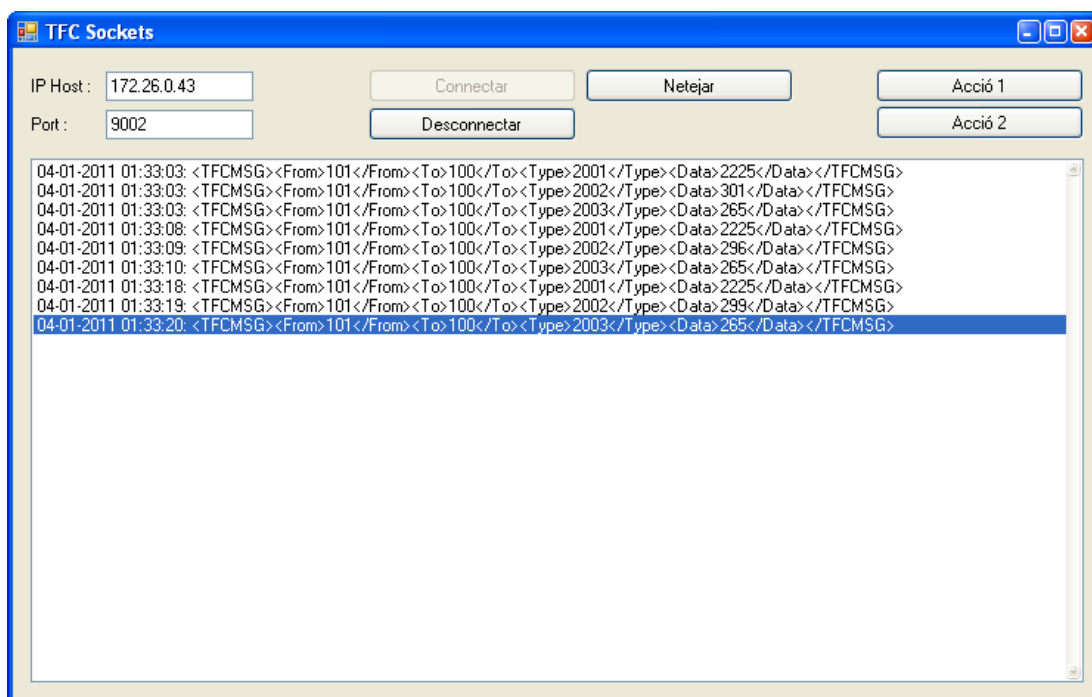 TFC Sockets
IP Host : 172.26.0.43 Connectar Netejar Acció 1
Port : 9002 Desconnectar Acció 2
04-01-2011 01:33:03: <TFCMSG><From>101</From><To>100</To><Type>2001</Type><Data>2225</Data></TFCMSG>
04-01-2011 01:33:03: <TFCMSG><From>101</From><To>100</To><Type>2002</Type><Data>301</Data></TFCMSG>
04-01-2011 01:33:03: <TFCMSG><From>101</From><To>100</To><Type>2003</Type><Data>265</Data></TFCMSG>
04-01-2011 01:33:08: <TFCMSG><From>101</From><To>100</To><Type>2001</Type><Data>2225</Data></TFCMSG>
04-01-2011 01:33:09: <TFCMSG><From>101</From><To>100</To><Type>2002</Type><Data>296</Data></TFCMSG>
04-01-2011 01:33:10: <TFCMSG><From>101</From><To>100</To><Type>2003</Type><Data>265</Data></TFCMSG>
04-01-2011 01:33:18: <TFCMSG><From>101</From><To>100</To><Type>2001</Type><Data>2225</Data></TFCMSG>
04-01-2011 01:33:19: <TFCMSG><From>101</From><To>100</To><Type>2002</Type><Data>299</Data></TFCMSG>
04-01-2011 01:33:20: <TFCMSG><From>101</From><To>100</To><Type>2003</Type><Data>265</Data></TFCMSG>